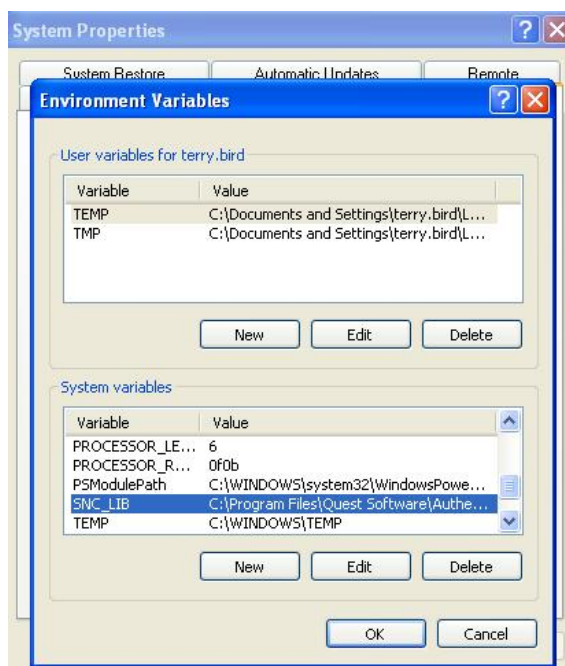 System Properties
System Restore Automatic Updates Remote
Environment Variables
User variables for terry.bird
Variable Value
TEMP C:\Documents and Settings\terry.bird\L...
TMP C:\Documents and Settings\terry.bird\L...
New Edit Delete
System variables
Variable Value
PROCESSOR_LE... 6
PROCESSOR_R... 0f0b
PSModulePath C:\WINDOWS\system32\WindowsPowe...
SNC_LIB C:\Program Files\Quest Software\Authe...
TEMP C:\WINDOWS\TEMP
New Edit Delete
OK Cancel